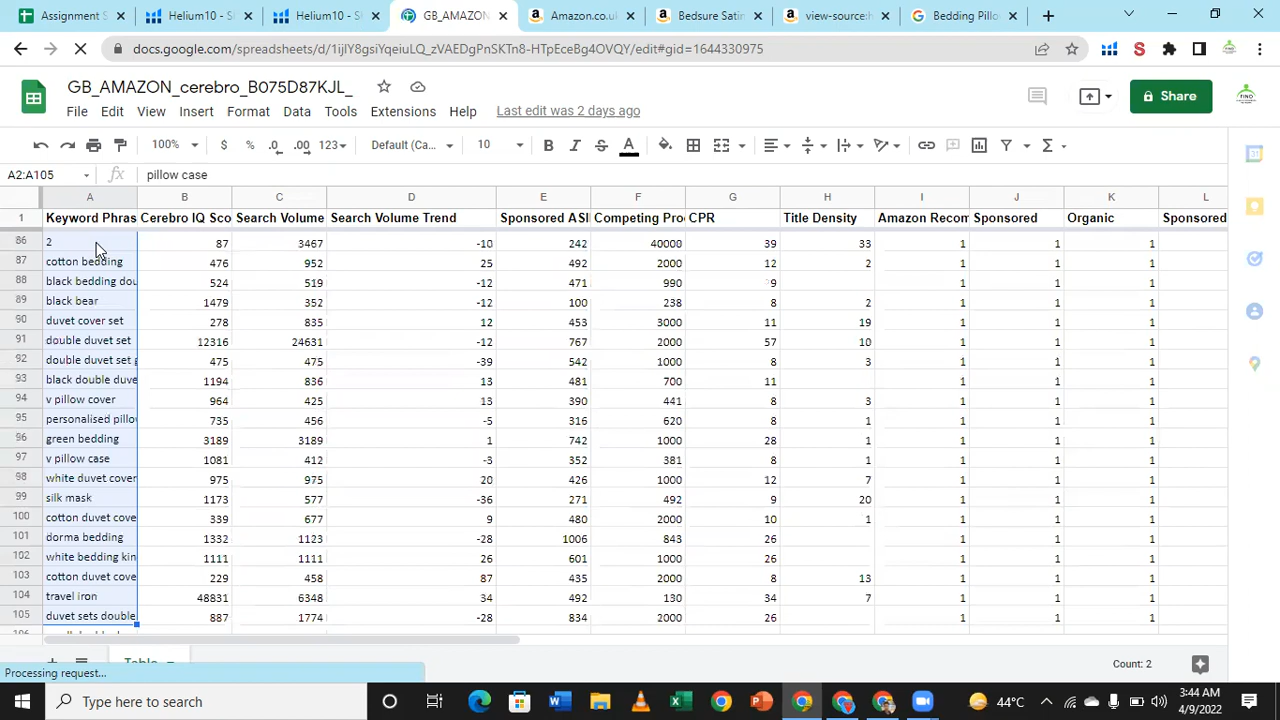 Assignment S
Helium10 - S
Helium10 - S
GB_AMAZON
Amazon.co.uk
Bedsure Satin
view-source:h
Bedding Pillo
docs.google.com/spreadsheets/d/1ijlY8gsiYqeiuLQ_zVAEDgPnSKTn8-HTpEceBg4OVQY/edit#gid=1644330975
GB_AMAZON_cerebro_B075D87KJL_
File Edit View Insert Format Data Tools Extensions Help Last edit was 2 days ago
Share
100% $ % .0 .00 123 Default (Ca... 10 B I S A
A2:A105 fx pillow case
A B C D E F G H I J K L
1 Keyword Phras Cerebro IQ Sco Search Volume Search Volume Trend Sponsored ASI Competing Pro CPR Title Density Amazon Recom Sponsored Organic Sponsored
86 2 87 3467 -10 242 40000 39 33 1 1 1
87 cotton bedding 476 952 25 492 2000 12 2 1 1 1
88 black bedding dou 524 519 -12 471 990 9 1 1 1
89 black bear 1479 352 -12 100 238 8 2 1 1 1
90 duvet cover set 278 835 12 453 3000 11 19 1 1 1
91 double duvet set 12316 24631 -12 767 2000 57 10 1 1 1
92 double duvet set 475 475 -39 542 1000 8 3 1 1 1
93 black double duve 1194 836 13 481 700 11 1 1 1
94 v pillow cover 964 425 13 390 441 8 3 1 1 1
95 personalised pillo 735 456 -5 316 620 8 1 1 1 1
96 green bedding 3189 3189 1 742 1000 28 1 1 1 1
97 v pillow case 1081 412 -3 352 381 8 1 1 1 1
98 white duvet cover 975 975 20 426 1000 12 7 1 1 1
99 silk mask 1173 577 -36 271 492 9 20 1 1 1
100 cotton duvet cove 339 677 9 480 2000 10 1 1 1 1
101 dorma bedding 1332 1123 -28 1006 843 26 1 1 1
102 white bedding kin 1111 1111 26 601 1000 26 1 1 1
103 cotton duvet cove 229 458 87 435 2000 8 13 1 1 1
104 travel iron 48831 6348 34 492 130 34 7 1 1 1
105 duvet sets double 887 1774 -28 834 2000 26 1 1 1
Table
Count: 2
Processing request...
Type here to search
44°C
3:44 AM
4/9/2022